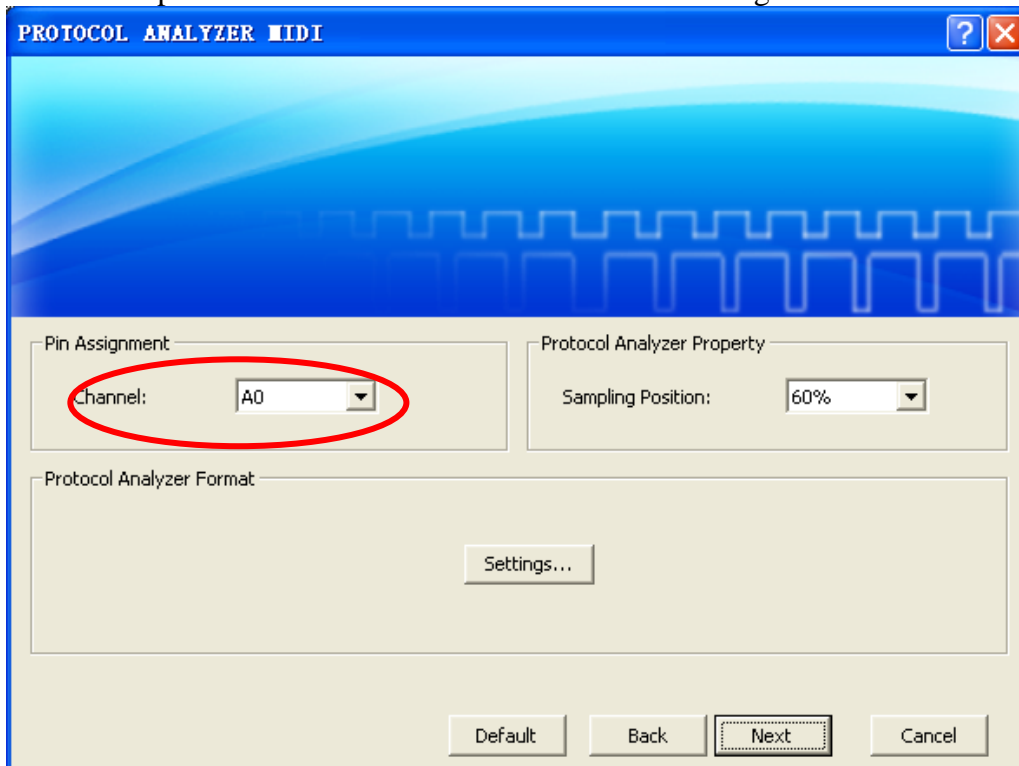 PROTOCOL ANALYZER MIDI
Pin Assignment
Channel: A0
Protocol Analyzer Property
Sampling Position: 60%
Protocol Analyzer Format
Settings...
Default Back Next Cancel